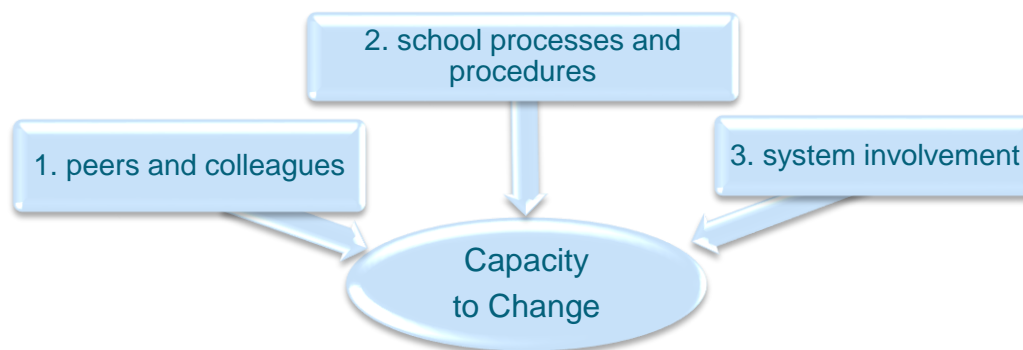 2. school processes and
procedures
1. peers and colleagues
3. system involvement
Capacity
to Change